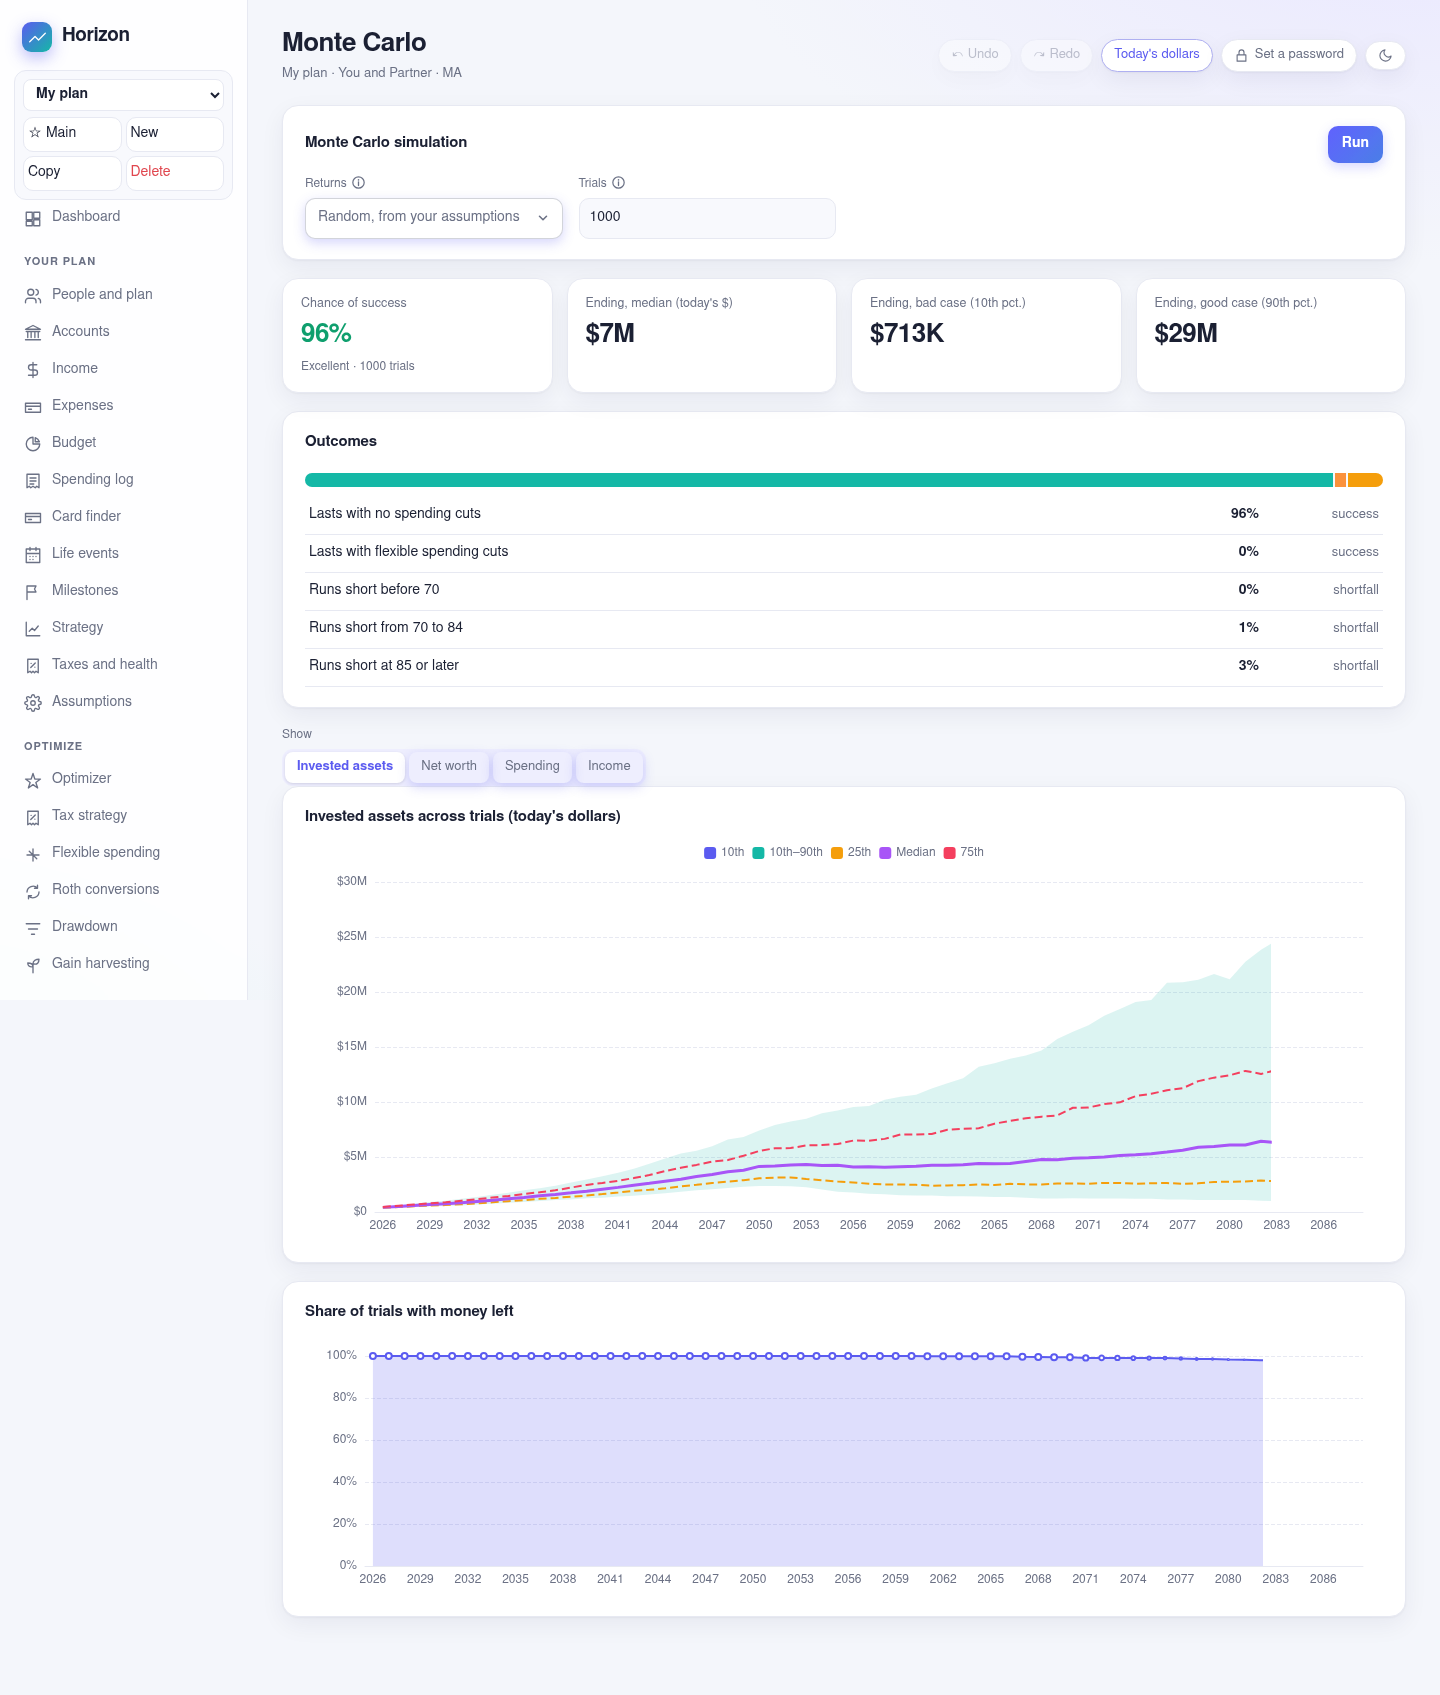 Horizon
My plan
☆ Main
New
Copy
Delete
Dashboard
YOUR PLAN
People and plan
Accounts
Income
Expenses
Budget
Spending log
Card finder
Life events
Milestones
Strategy
Taxes and health
Assumptions
OPTIMIZE
Optimizer
Tax strategy
Flexible spending
Roth conversions
Drawdown
Gain harvesting
Monte Carlo
My plan · You and Partner · MA
Undo
Redo
Today's dollars
Set a password
Monte Carlo simulation
Run
Returns
Trials
Random, from your assumptions
1000
Chance of success
96%
Excellent · 1000 trials
Ending, median (today's $)
$7M
Ending, bad case (10th pct.)
$713K
Ending, good case (90th pct.)
$29M
Outcomes
Lasts with no spending cuts 96% success
Lasts with flexible spending cuts 0% success
Runs short before 70 0% shortfall
Runs short from 70 to 84 1% shortfall
Runs short at 85 or later 3% shortfall
Show
Invested assets
Net worth
Spending
Income
Invested assets across trials (today's dollars)
10th 10th–90th 25th Median 75th
$30M
$25M
$20M
$15M
$10M
$5M
$0
2026 2029 2032 2035 2038 2041 2044 2047 2050 2053 2056 2059 2062 2065 2068 2071 2074 2077 2080 2083 2086
Share of trials with money left
100%
80%
60%
40%
20%
0%
2026 2029 2032 2035 2038 2041 2044 2047 2050 2053 2056 2059 2062 2065 2068 2071 2074 2077 2080 2083 2086